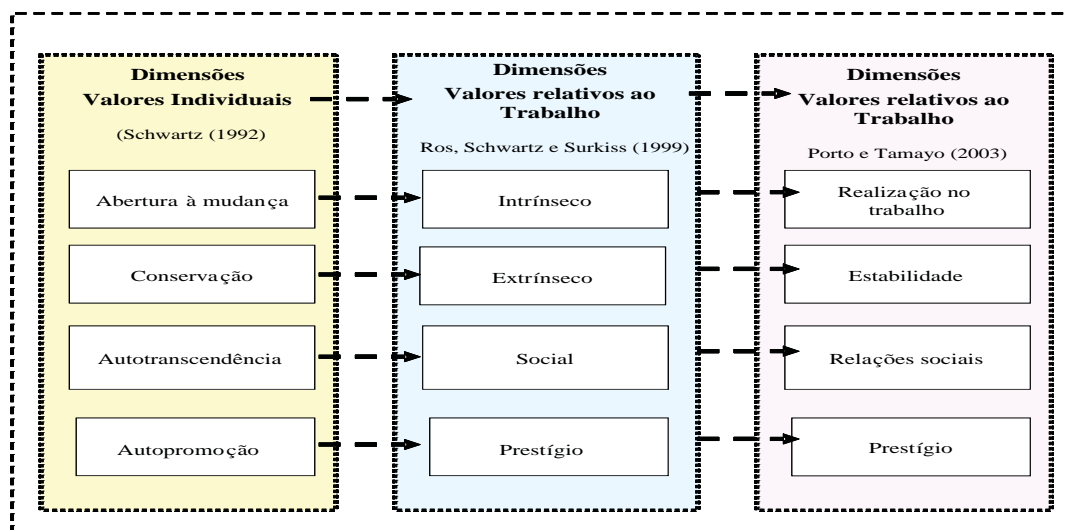 Dimensões
Valores Individuais
(Schwartz (1992)
Abertura à mudança
Conservação
Autotranscendência
Autopromoção
Dimensões
Valores relativos ao
Trabalho
Ros, Schwartz e Surkiss (1999)
Intrínseco
Extrínseco
Social
Prestígio
Dimensões
Valores relativos ao
Trabalho
Porto e Tamayo (2003)
Realização no
trabalho
Estabilidade
Relações sociais
Prestígio